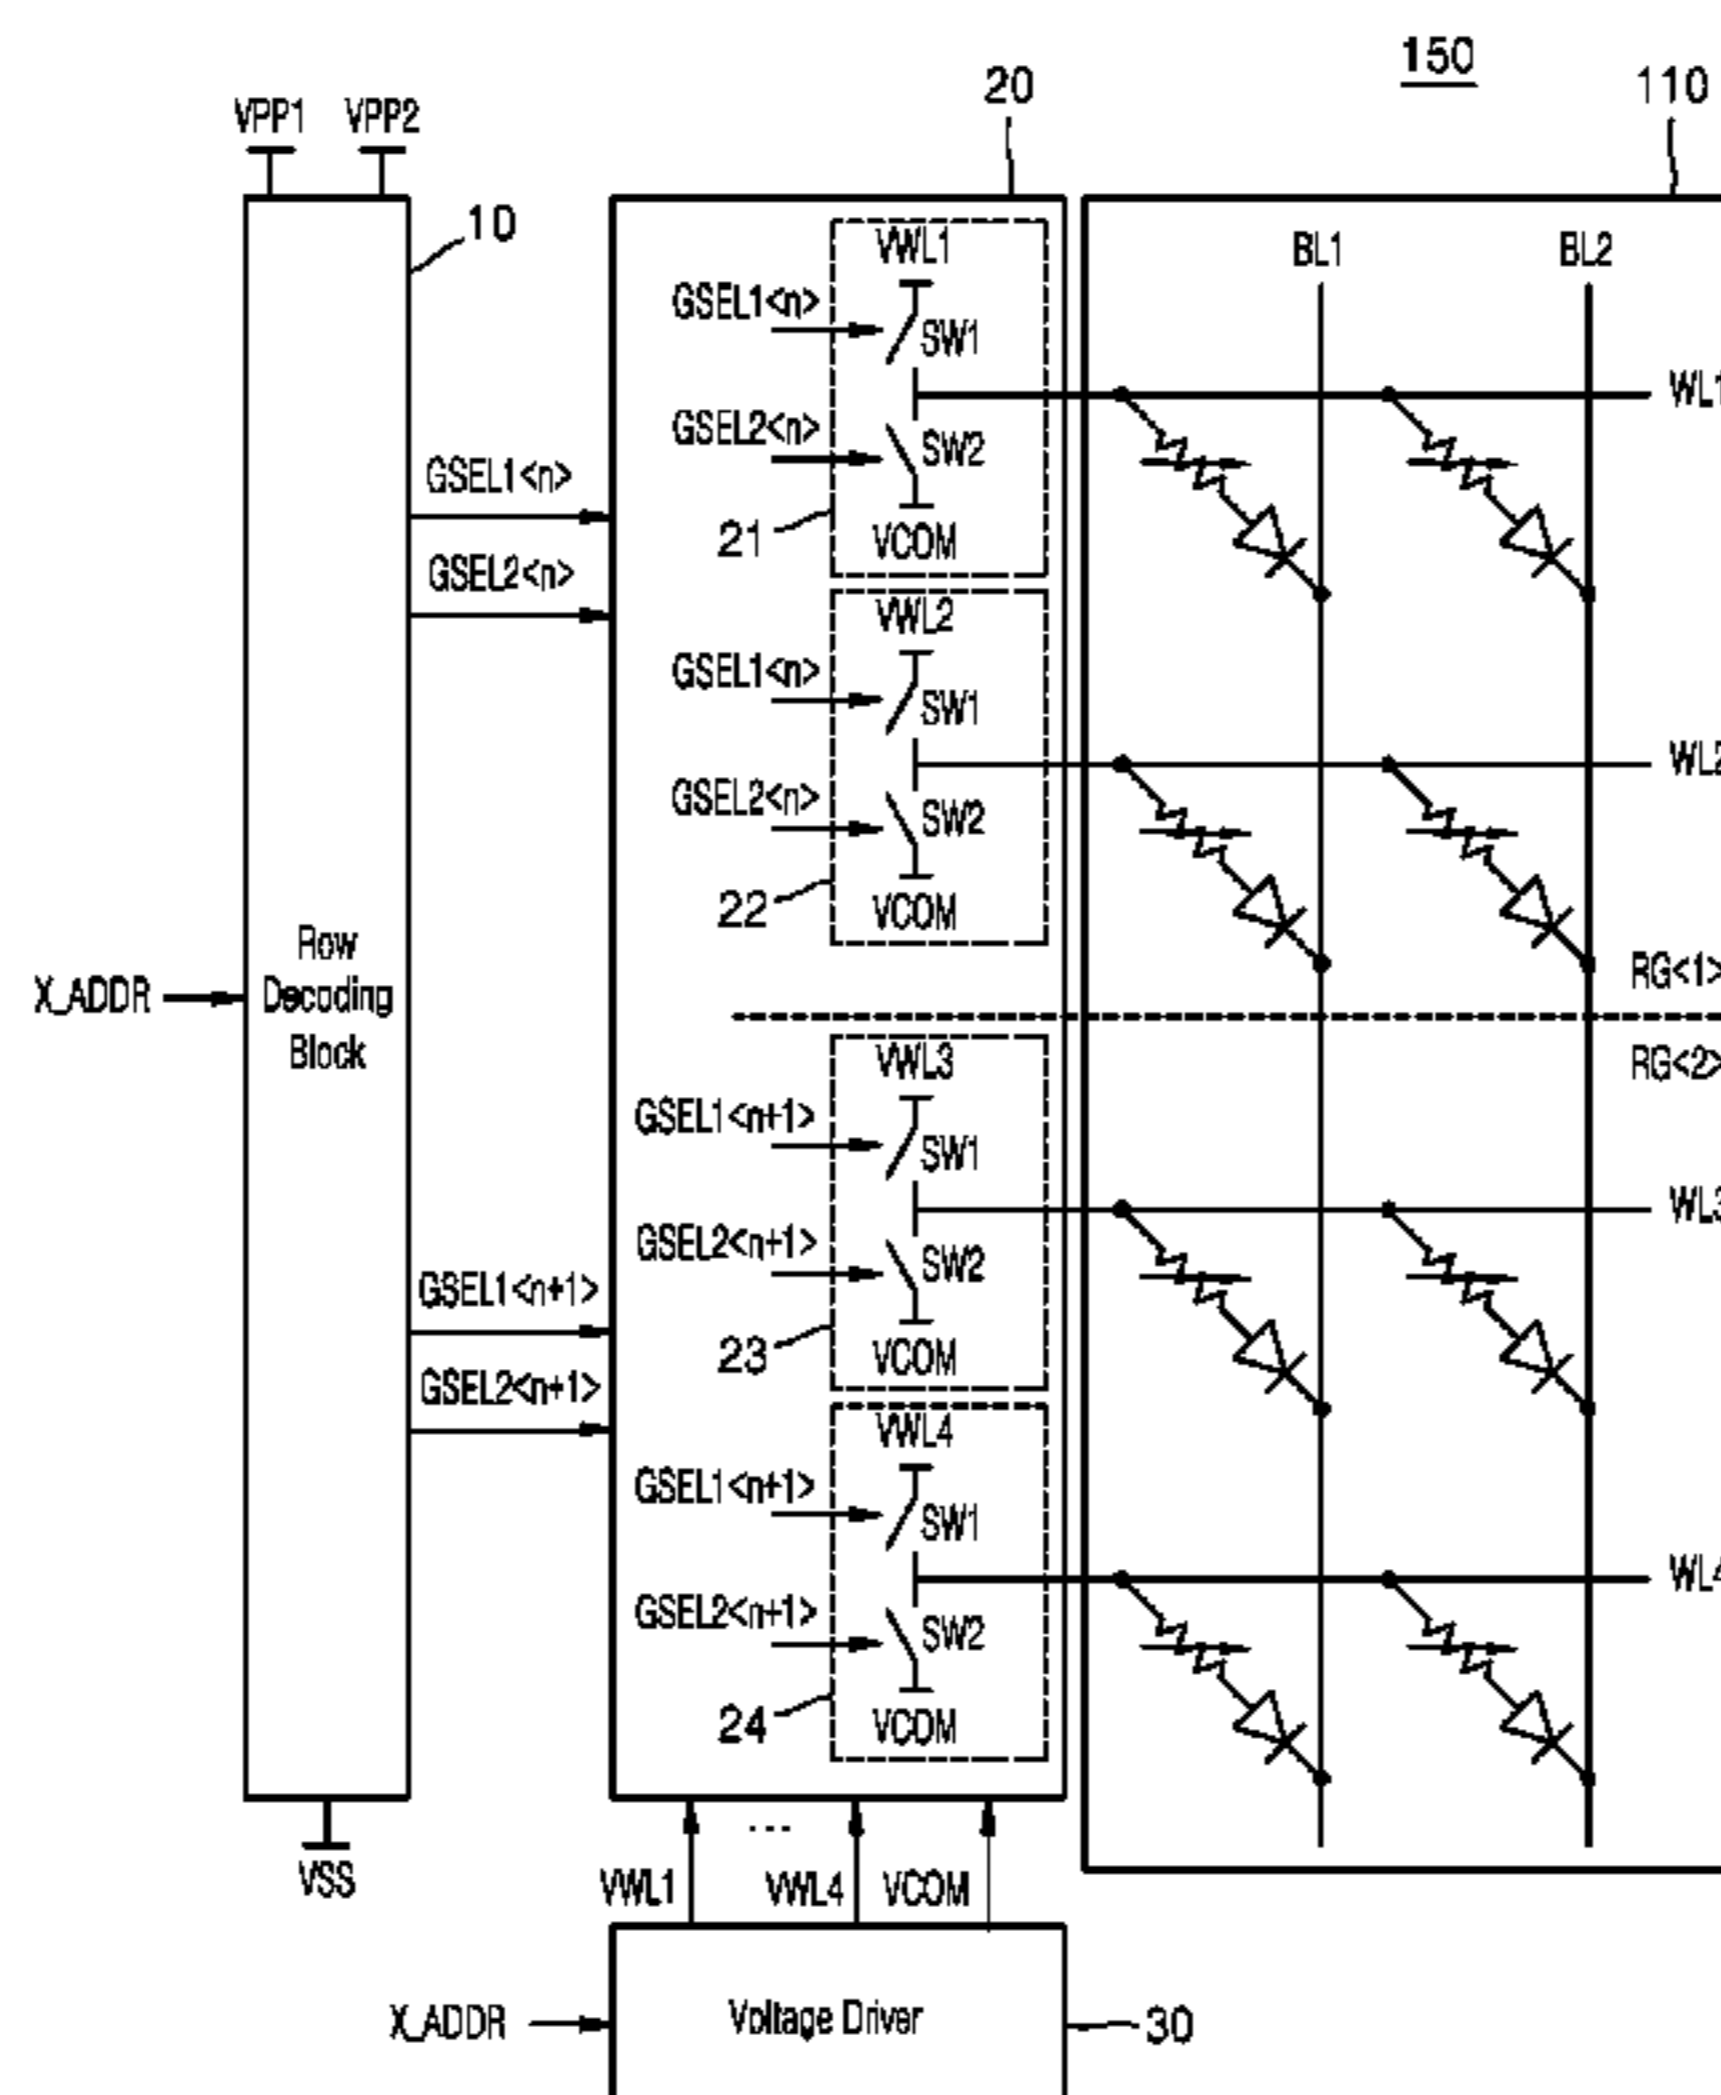 150
20
110
VPP1 VPP2
10
VWL1
BL1 BL2
GSEL1<n>
SW1
WL1
GSEL2<n>
SW2
GSEL1<n>
21
VCOM
GSEL2<n>
VWL2
GSEL1<n>
SW1
WL2
GSEL2<n>
SW2
22
VCOM
Row
Decoding
Block
X_ADDR
RG<1>
RG<2>
VWL3
GSEL1<n+1>
SW1
WL3
GSEL2<n+1>
SW2
GSEL1<n+1>
23
VCOM
GSEL2<n+1>
VWL4
GSEL1<n+1>
SW1
WL4
GSEL2<n+1>
SW2
24
VCOM
...
VSS
VWL1 VWL4 VCOM
X_ADDR
Voltage Driver
30